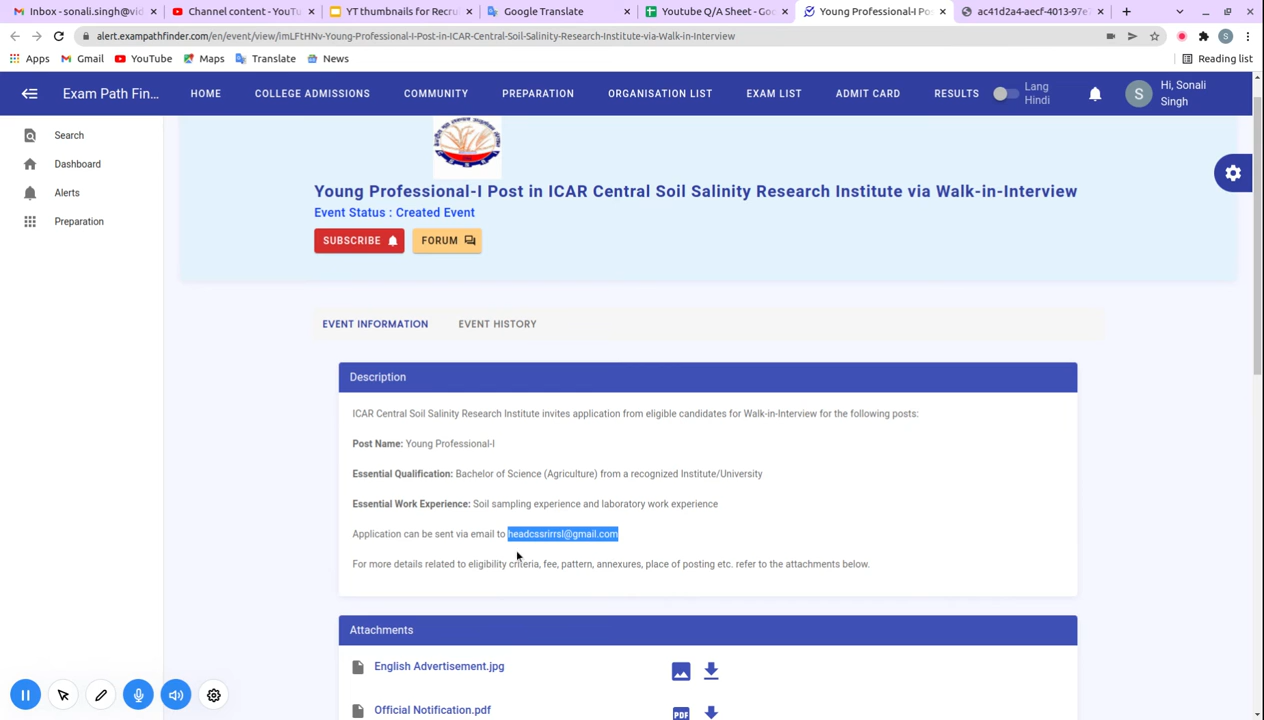 Inbox - sonali.singh@vid
Channel content - YouTu
YT thumbnails for Recru
Google Translate
Youtube Q/A Sheet - Goo
Young Professional-I Pos
ac41d2a4-aecf-4013-97e
alert.exampathfinder.com/en/event/view/imLFtHNv-Young-Professional-I-Post-in-ICAR-Central-Soil-Salinity-Research-Institute-via-Walk-in-Interview
S
Apps Gmail YouTube Maps Translate News Reading list
Exam Path Fin... HOME COLLEGE ADMISSIONS COMMUNITY PREPARATION ORGANISATION LIST EXAM LIST ADMIT CARD RESULTS Lang Hindi S Hi, Sonali Singh
Search
Dashboard
Alerts
Preparation
Young Professional-I Post in ICAR Central Soil Salinity Research Institute via Walk-in-Interview
Event Status : Created Event
SUBSCRIBE FORUM
EVENT INFORMATION EVENT HISTORY
Description
ICAR Central Soil Salinity Research Institute invites application from eligible candidates for Walk-in-Interview for the following posts:
Post Name: Young Professional-I
Essential Qualification: Bachelor of Science (Agriculture) from a recognized Institute/University
Essential Work Experience: Soil sampling experience and laboratory work experience
Application can be sent via email to headcssrirrsl@gmail.com
For more details related to eligibility criteria, fee, pattern, annexures, place of posting etc. refer to the attachments below.
Attachments
English Advertisement.jpg
Official Notification.pdf
PDF